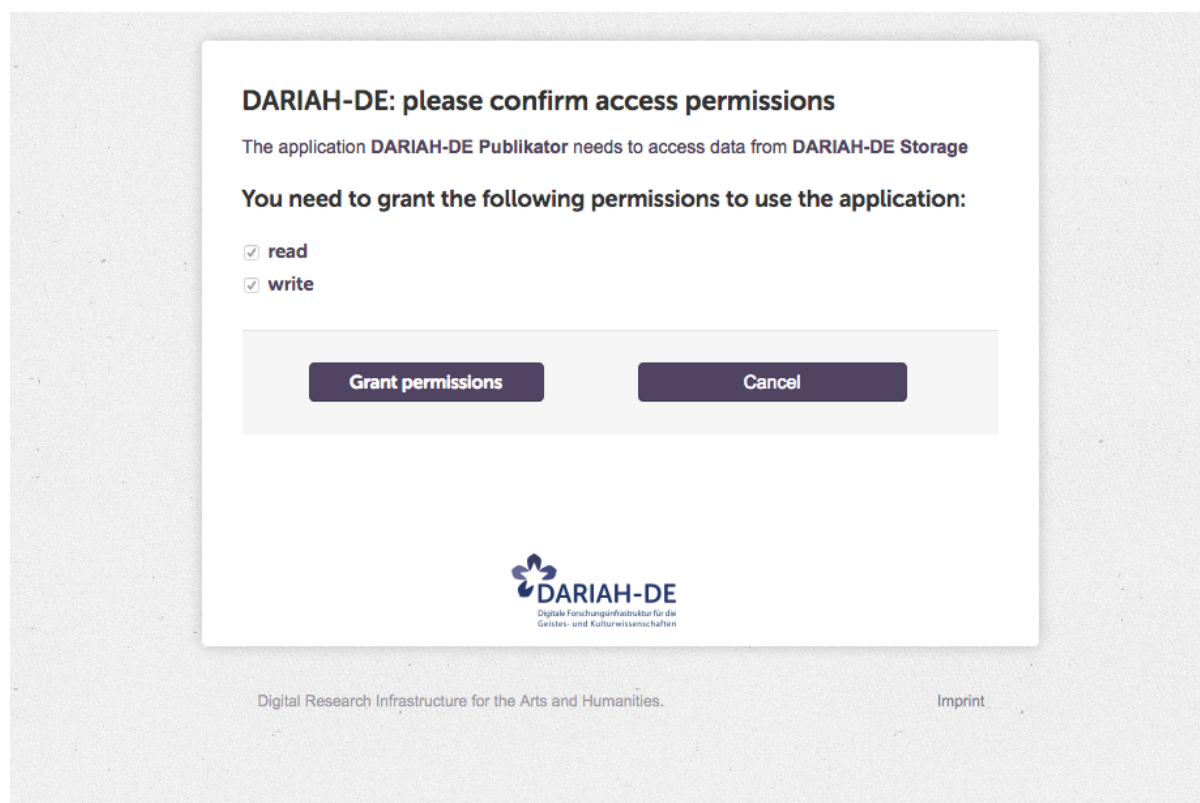 DARIAH-DE: please confirm access permissions
The application DARIAH-DE Publikator needs to access data from DARIAH-DE Storage
You need to grant the following permissions to use the application:
read
write
Grant permissions
Cancel
DARIAH-DE
Digitale Forschungsinfrastruktur für die
Geistes- und Kulturwissenschaften
Digital Research Infrastructure for the Arts and Humanities.
Imprint